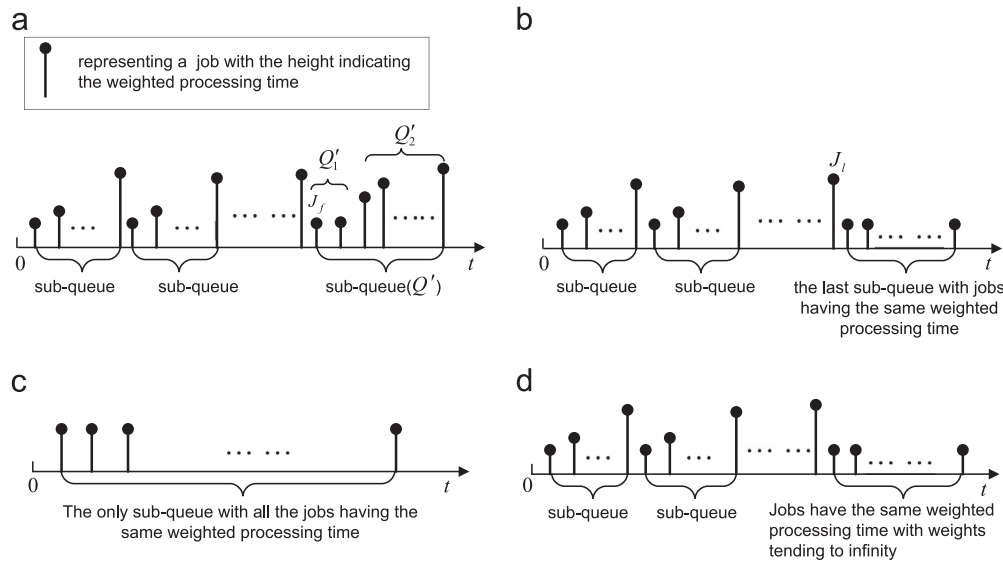 a
representing a job with the height indicating
the weighted processing time
Q′₁
Q′₂
J_f
... ...
... ... ......
0
t
sub-queue
sub-queue
sub-queue(Q′)
b
J_l
... ...
... ... ... ...
0
t
sub-queue
sub-queue
the last sub-queue with jobs
having the same weighted
processing time
c
... ...
0
t
The only sub-queue with all the jobs having the
same weighted processing time
d
... ...
... ... ... ...
0
t
sub-queue
sub-queue
Jobs have the same weighted
processing time with weights
tending to infinity